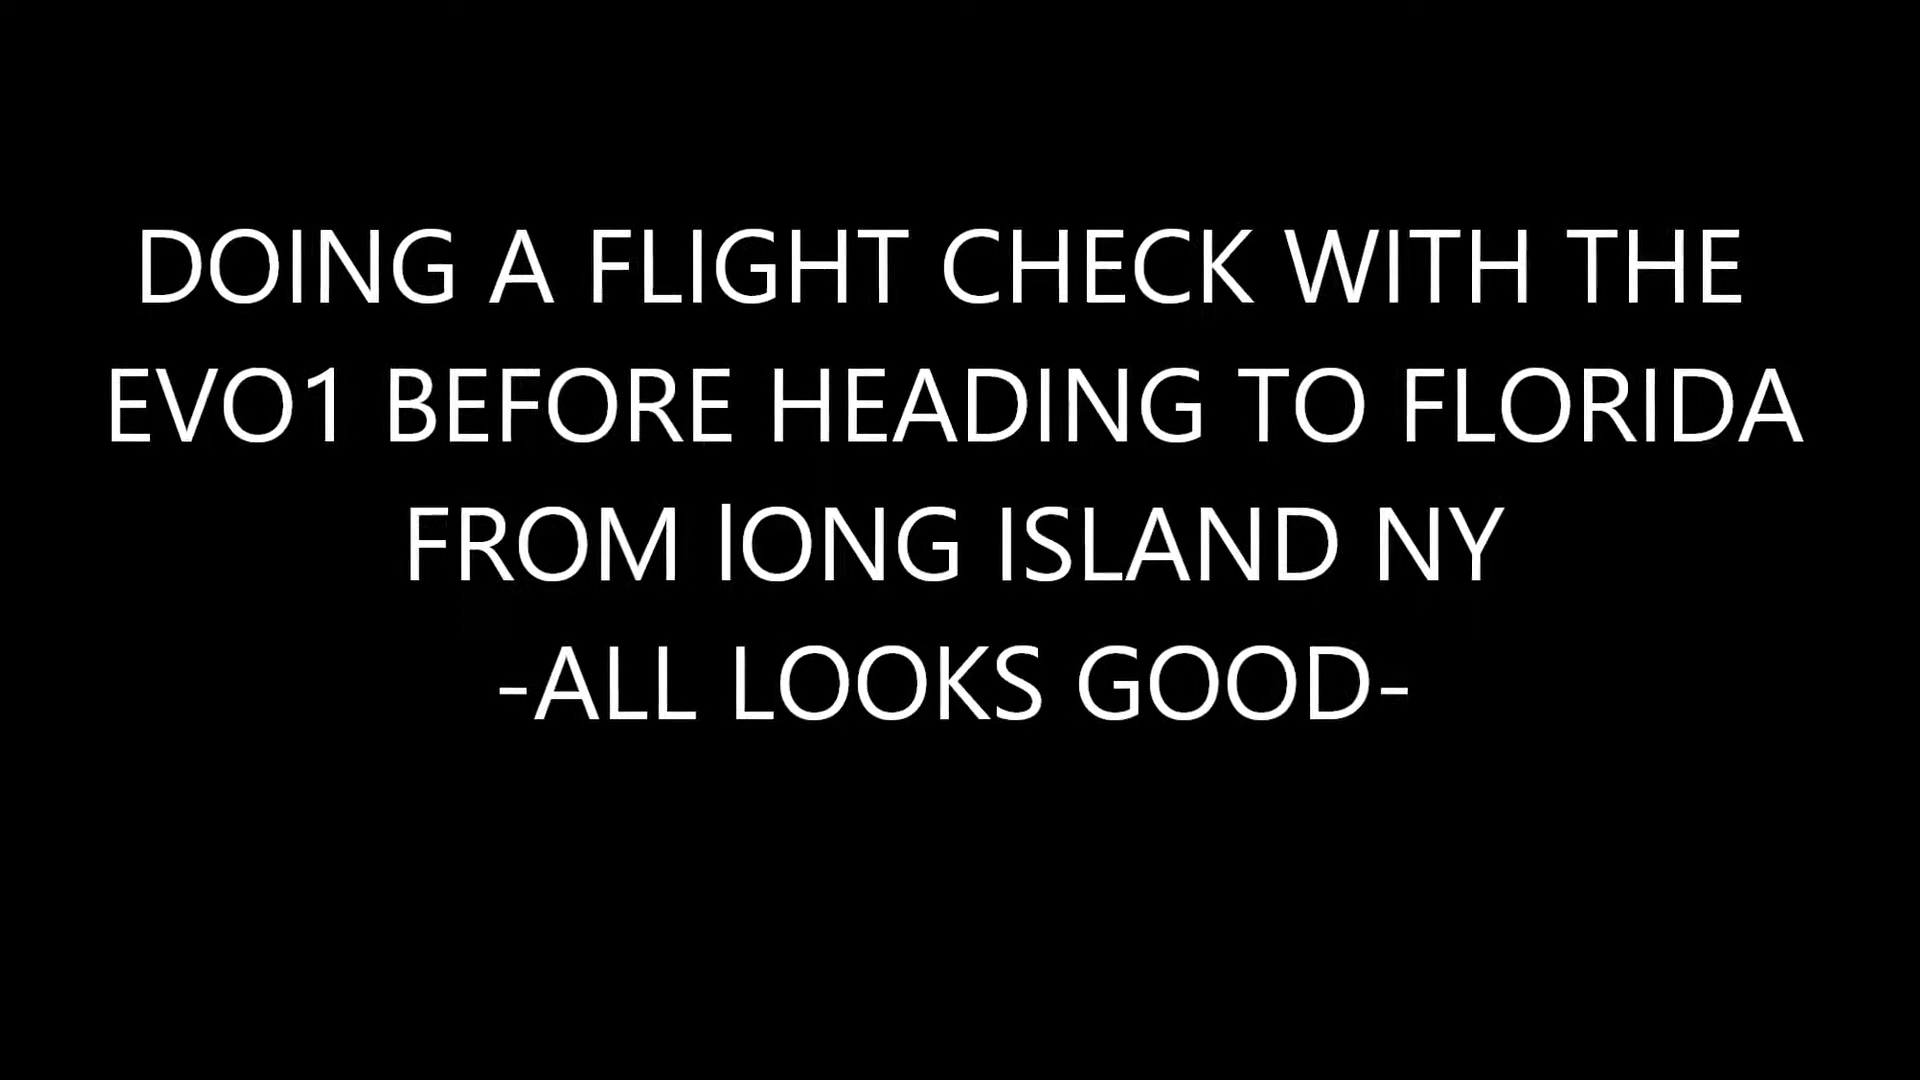 DOING A FLIGHT CHECK WITH THE
EVO1 BEFORE HEADING TO FLORIDA
FROM lONG ISLAND NY
-ALL LOOKS GOOD-